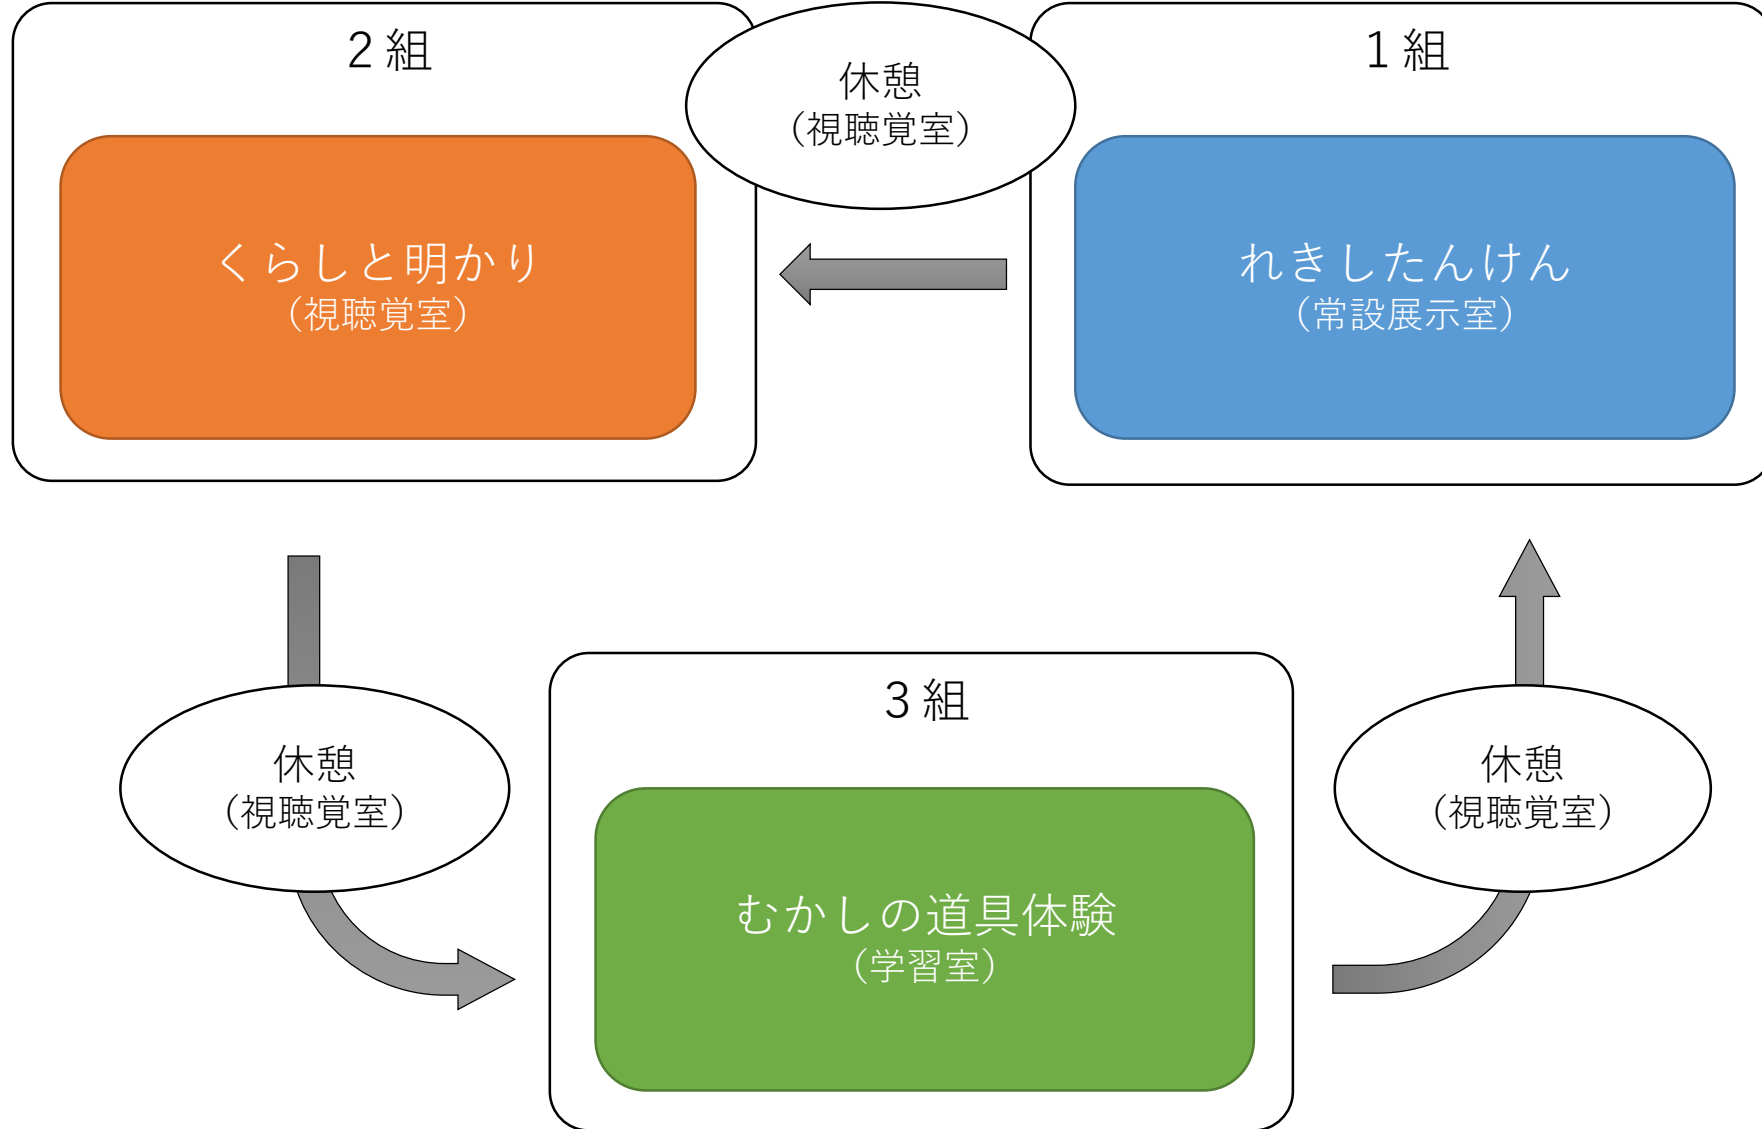 ２組
休憩
（視聴覚室）
１組
くらしと明かり
（視聴覚室）
れきしたんけん
（常設展示室）
３組
休憩
（視聴覚室）
休憩
（視聴覚室）
むかしの道具体験
（学習室）